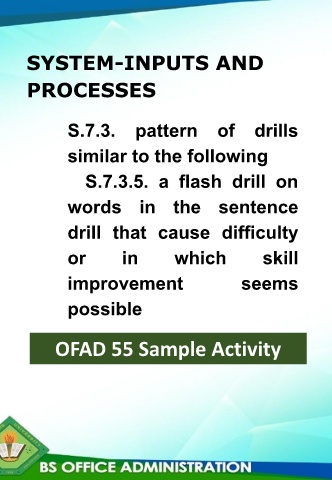 SYSTEM-INPUTS AND
PROCESSES
S.7.3. pattern of drills
similar to the following
S.7.3.5. a flash drill on
words in the sentence
drill that cause difficulty
or in which skill
improvement seems
possible
OFAD 55 Sample Activity
BS OFFICE ADMINISTRATION